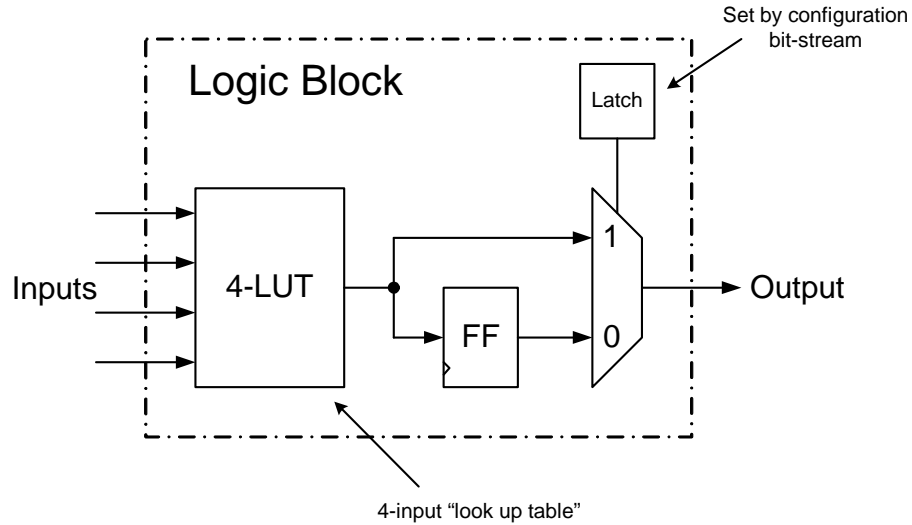 Set by configuration
bit-stream
Logic Block
Latch
1
Inputs
4-LUT
FF
0
Output
4-input “look up table”